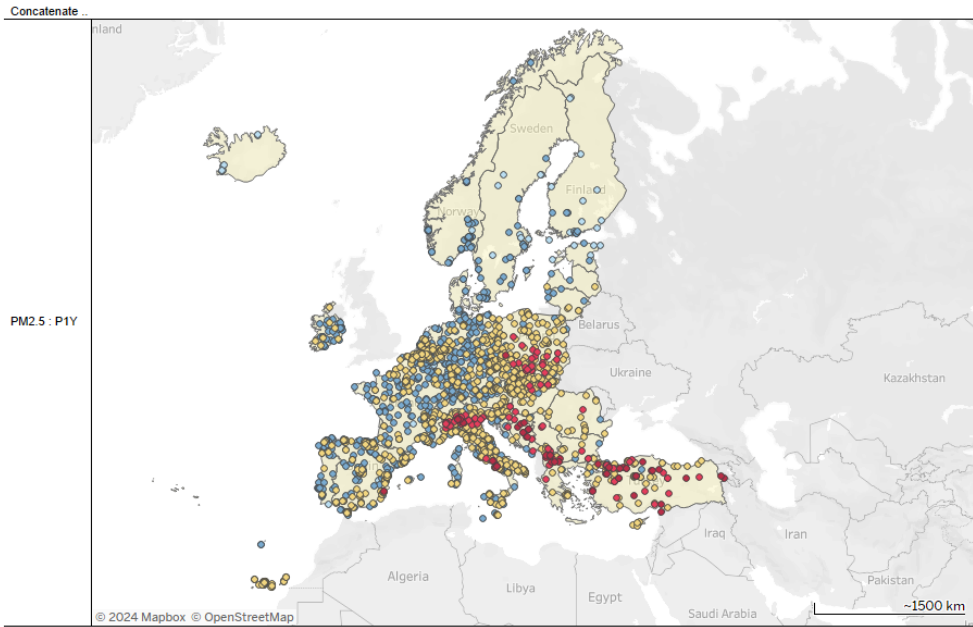 Concatenate ..
nland
Sweden
Finland
Norway
PM2.5 : P1Y
Belarus
Ukraine
Kazakhstan
Iraq
Iran
Algeria
Libya
Egypt
Pakistan
Saudi Arabia
© 2024 Mapbox © OpenStreetMap
~1500 km